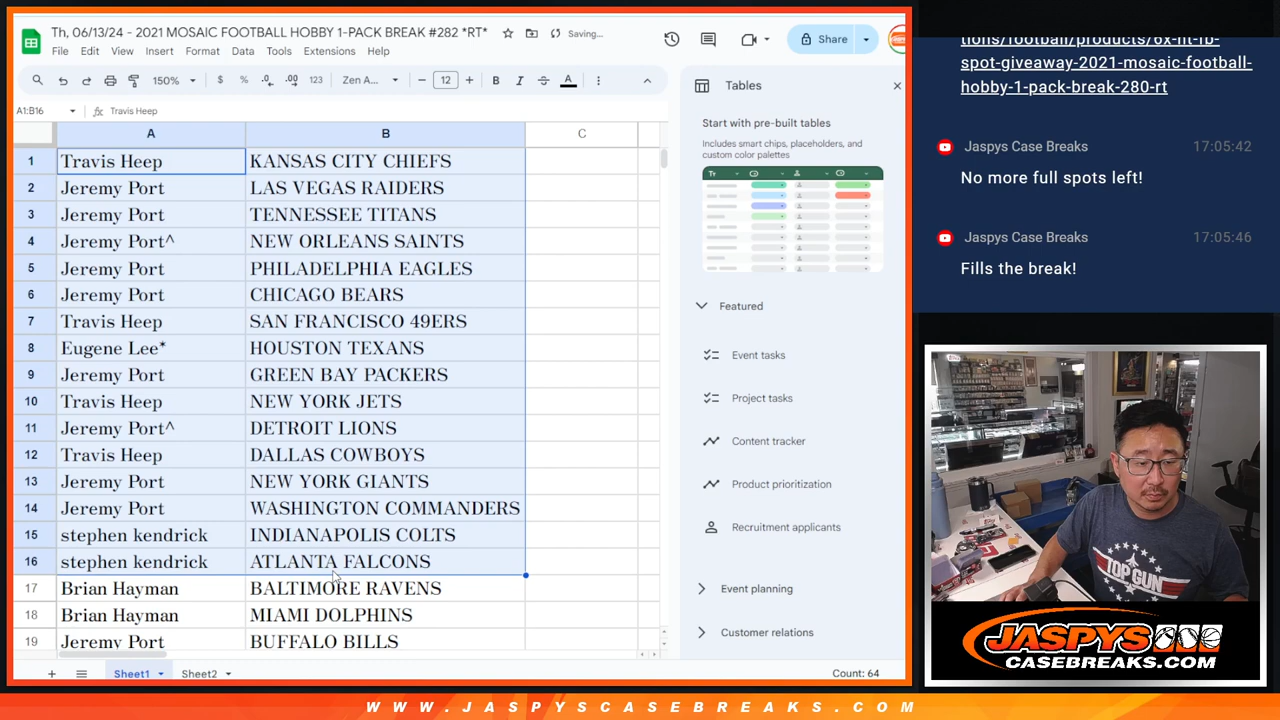 Th, 06/13/24 - 2021 MOSAIC FOOTBALL HOBBY 1-PACK BREAK #282 *RT*
Saving...
File Edit View Insert Format Data Tools Extensions Help
Share
150% $ % .0 .00 123 Zen A... 12 B I A
A1:B16 fx Travis Heep
A B C
1 Travis Heep KANSAS CITY CHIEFS
2 Jeremy Port LAS VEGAS RAIDERS
3 Jeremy Port TENNESSEE TITANS
4 Jeremy Port^ NEW ORLEANS SAINTS
5 Jeremy Port PHILADELPHIA EAGLES
6 Jeremy Port CHICAGO BEARS
7 Travis Heep SAN FRANCISCO 49ERS
8 Eugene Lee* HOUSTON TEXANS
9 Jeremy Port GREEN BAY PACKERS
10 Travis Heep NEW YORK JETS
11 Jeremy Port^ DETROIT LIONS
12 Travis Heep DALLAS COWBOYS
13 Jeremy Port NEW YORK GIANTS
14 Jeremy Port WASHINGTON COMMANDERS
15 stephen kendrick INDIANAPOLIS COLTS
16 stephen kendrick ATLANTA FALCONS
17 Brian Hayman BALTIMORE RAVENS
18 Brian Hayman MIAMI DOLPHINS
19 Jeremy Port BUFFALO BILLS
Sheet1 Sheet2 Count: 64
Tables
Start with pre-built tables
Includes smart chips, placeholders, and
custom color palettes
Featured
Event tasks
Project tasks
Content tracker
Product prioritization
Recruitment applicants
Event planning
Customer relations
tions/football/products/6x-nt-fb-
spot-giveaway-2021-mosaic-football-
hobby-1-pack-break-280-rt
Jaspys Case Breaks 17:05:42
No more full spots left!
Jaspys Case Breaks 17:05:46
Fills the break!
TOP GUN
JASPYS
CASEBREAKS.COM
WWW.JASPYSCASEBREAKS.COM